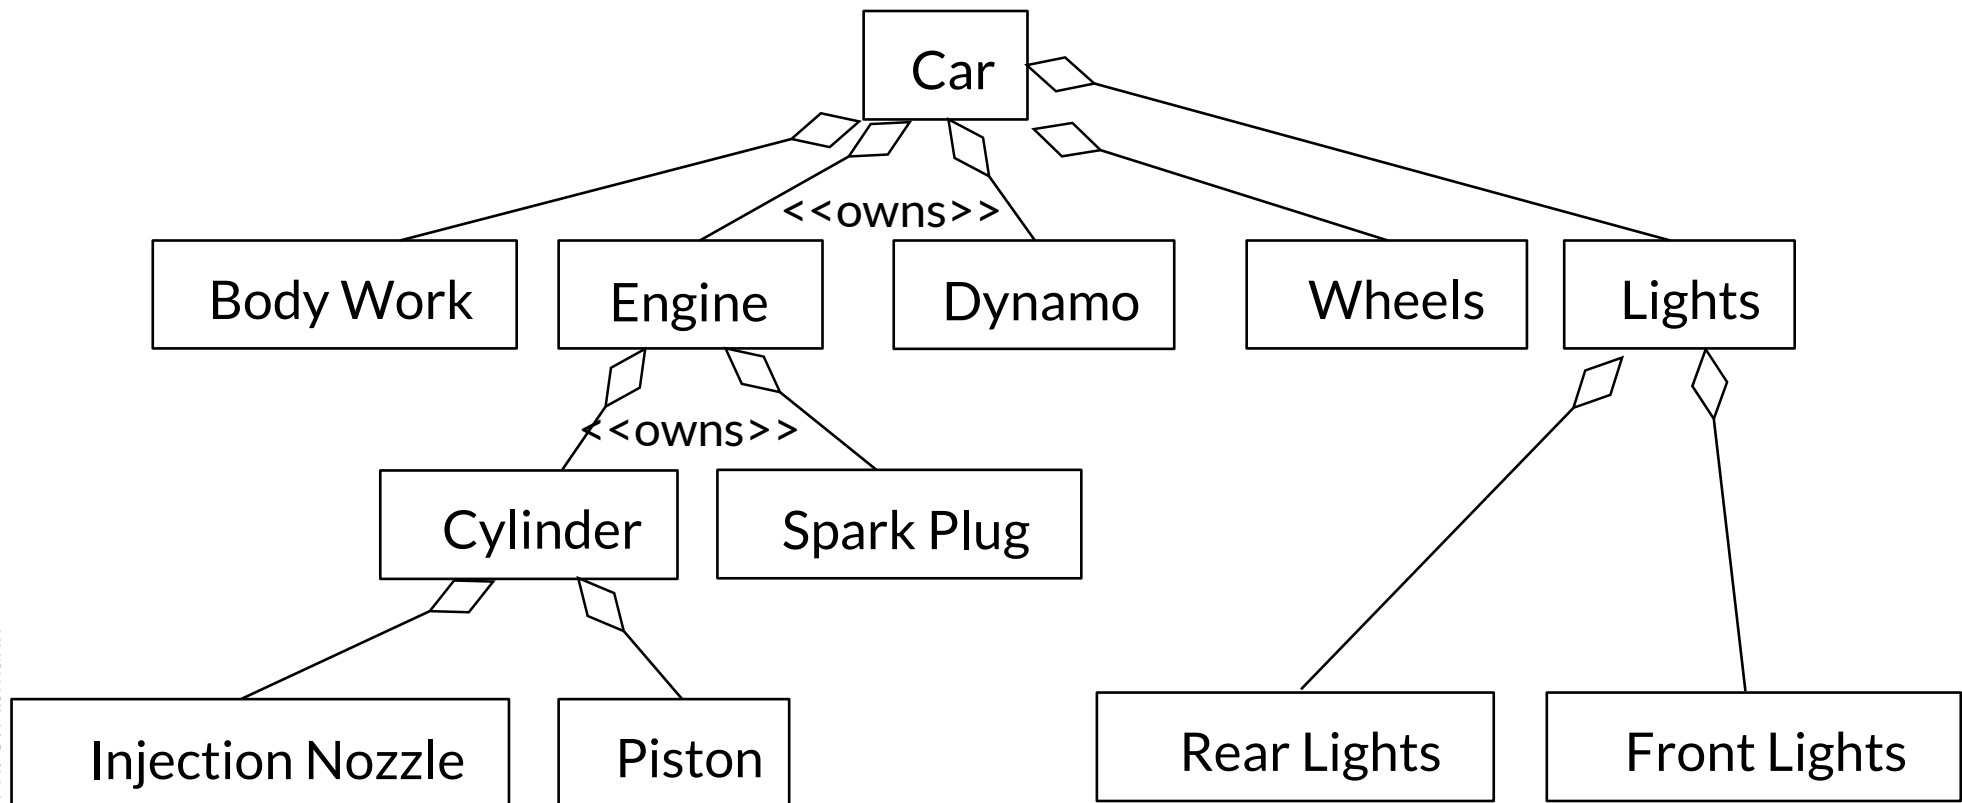 Car
<<owns>>
Body Work
Engine
Dynamo
Wheels
Lights
<<owns>>
Cylinder
Spark Plug
Injection Nozzle
Piston
Rear Lights
Front Lights